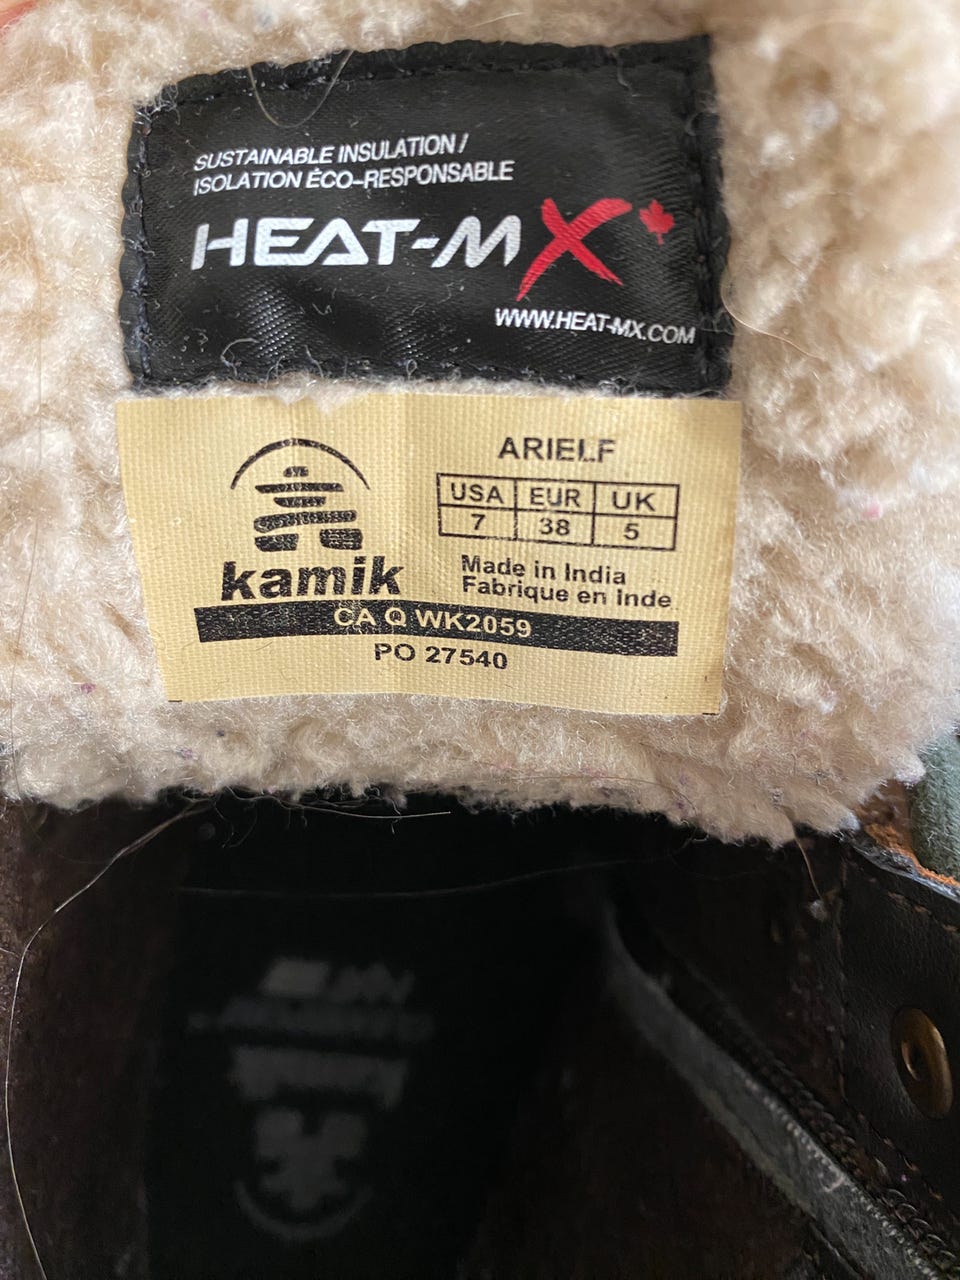 SUSTAINABLE INSULATION /
ISOLATION ÉCO-RESPONSABLE
HEAT-MX
WWW.HEAT-MX.COM
ARIELF
USA EUR UK
7 38 5
kamik
Made in India
Fabrique en Inde
CA Q WK2059
PO 27540